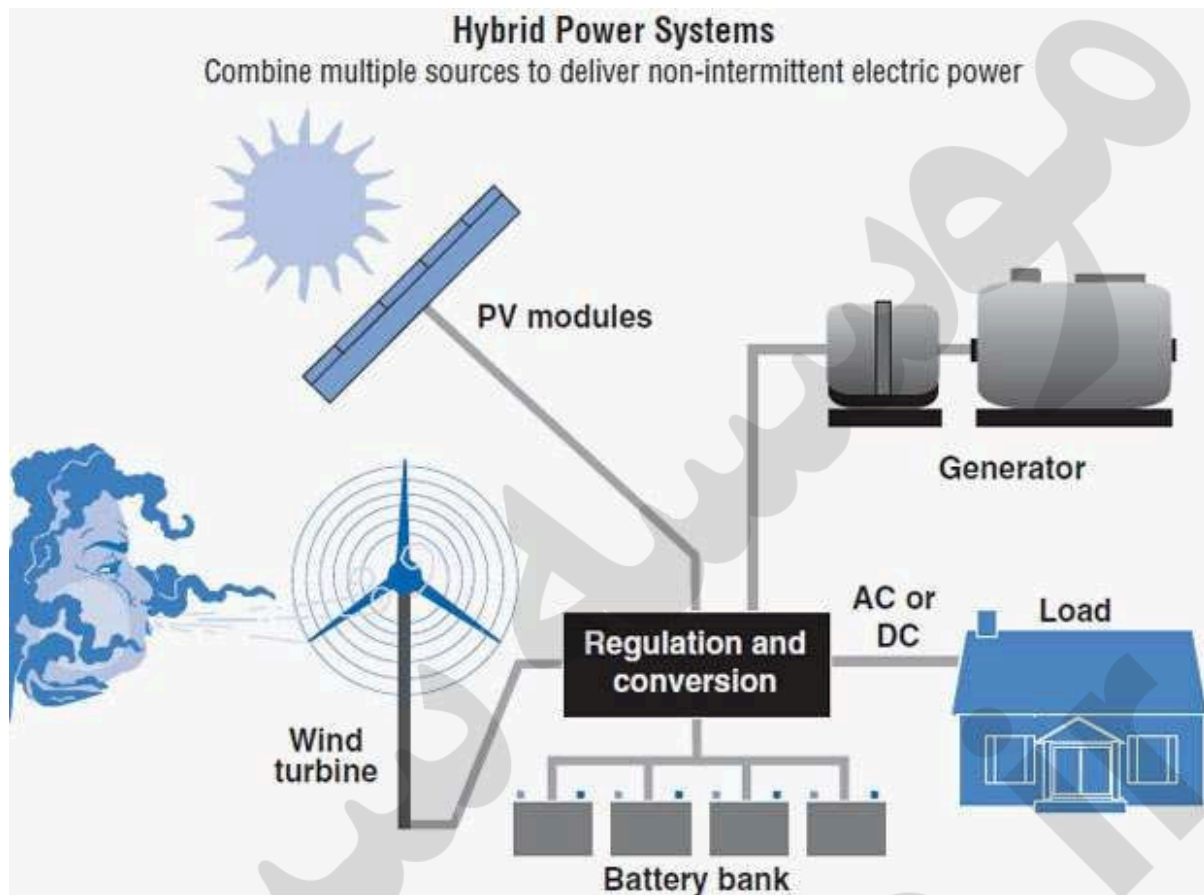 Hybrid Power Systems
Combine multiple sources to deliver non-intermittent electric power
PV modules
Generator
AC or
DC
Load
Regulation and
conversion
Wind
turbine
Battery bank